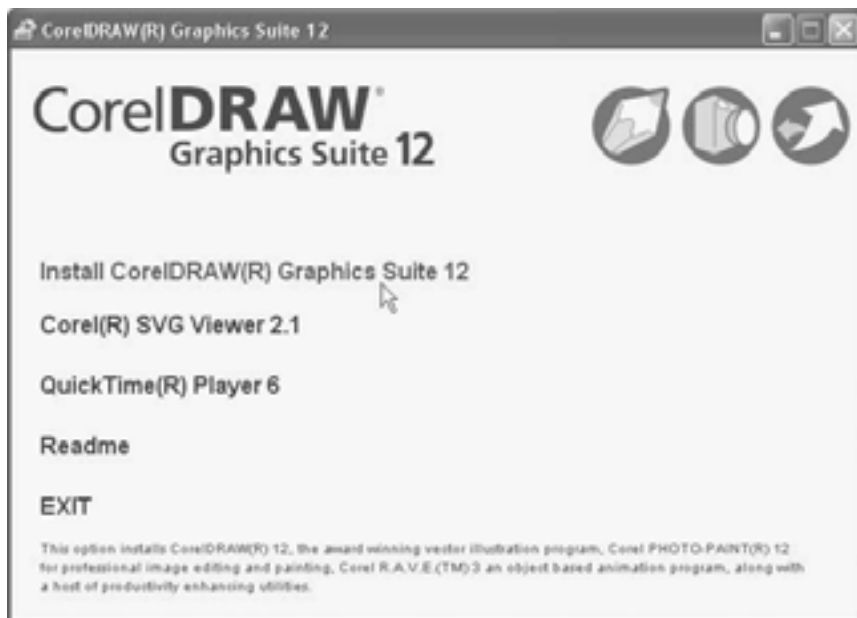 CorelDRAW(R) Graphics Suite 12
CorelDRAW®
Graphics Suite 12
Install CorelDRAW(R) Graphics Suite 12
Corel(R) SVG Viewer 2.1
QuickTime(R) Player 6
Readme
EXIT
This option installs CorelDRAW(R) 12, the award winning vector illustration program, Corel PHOTO-PAINT(R) 12
for professional image editing and painting, Corel R.A.V.E.(TM) 3 an object based animation program, along with
a host of productivity enhancing utilities.